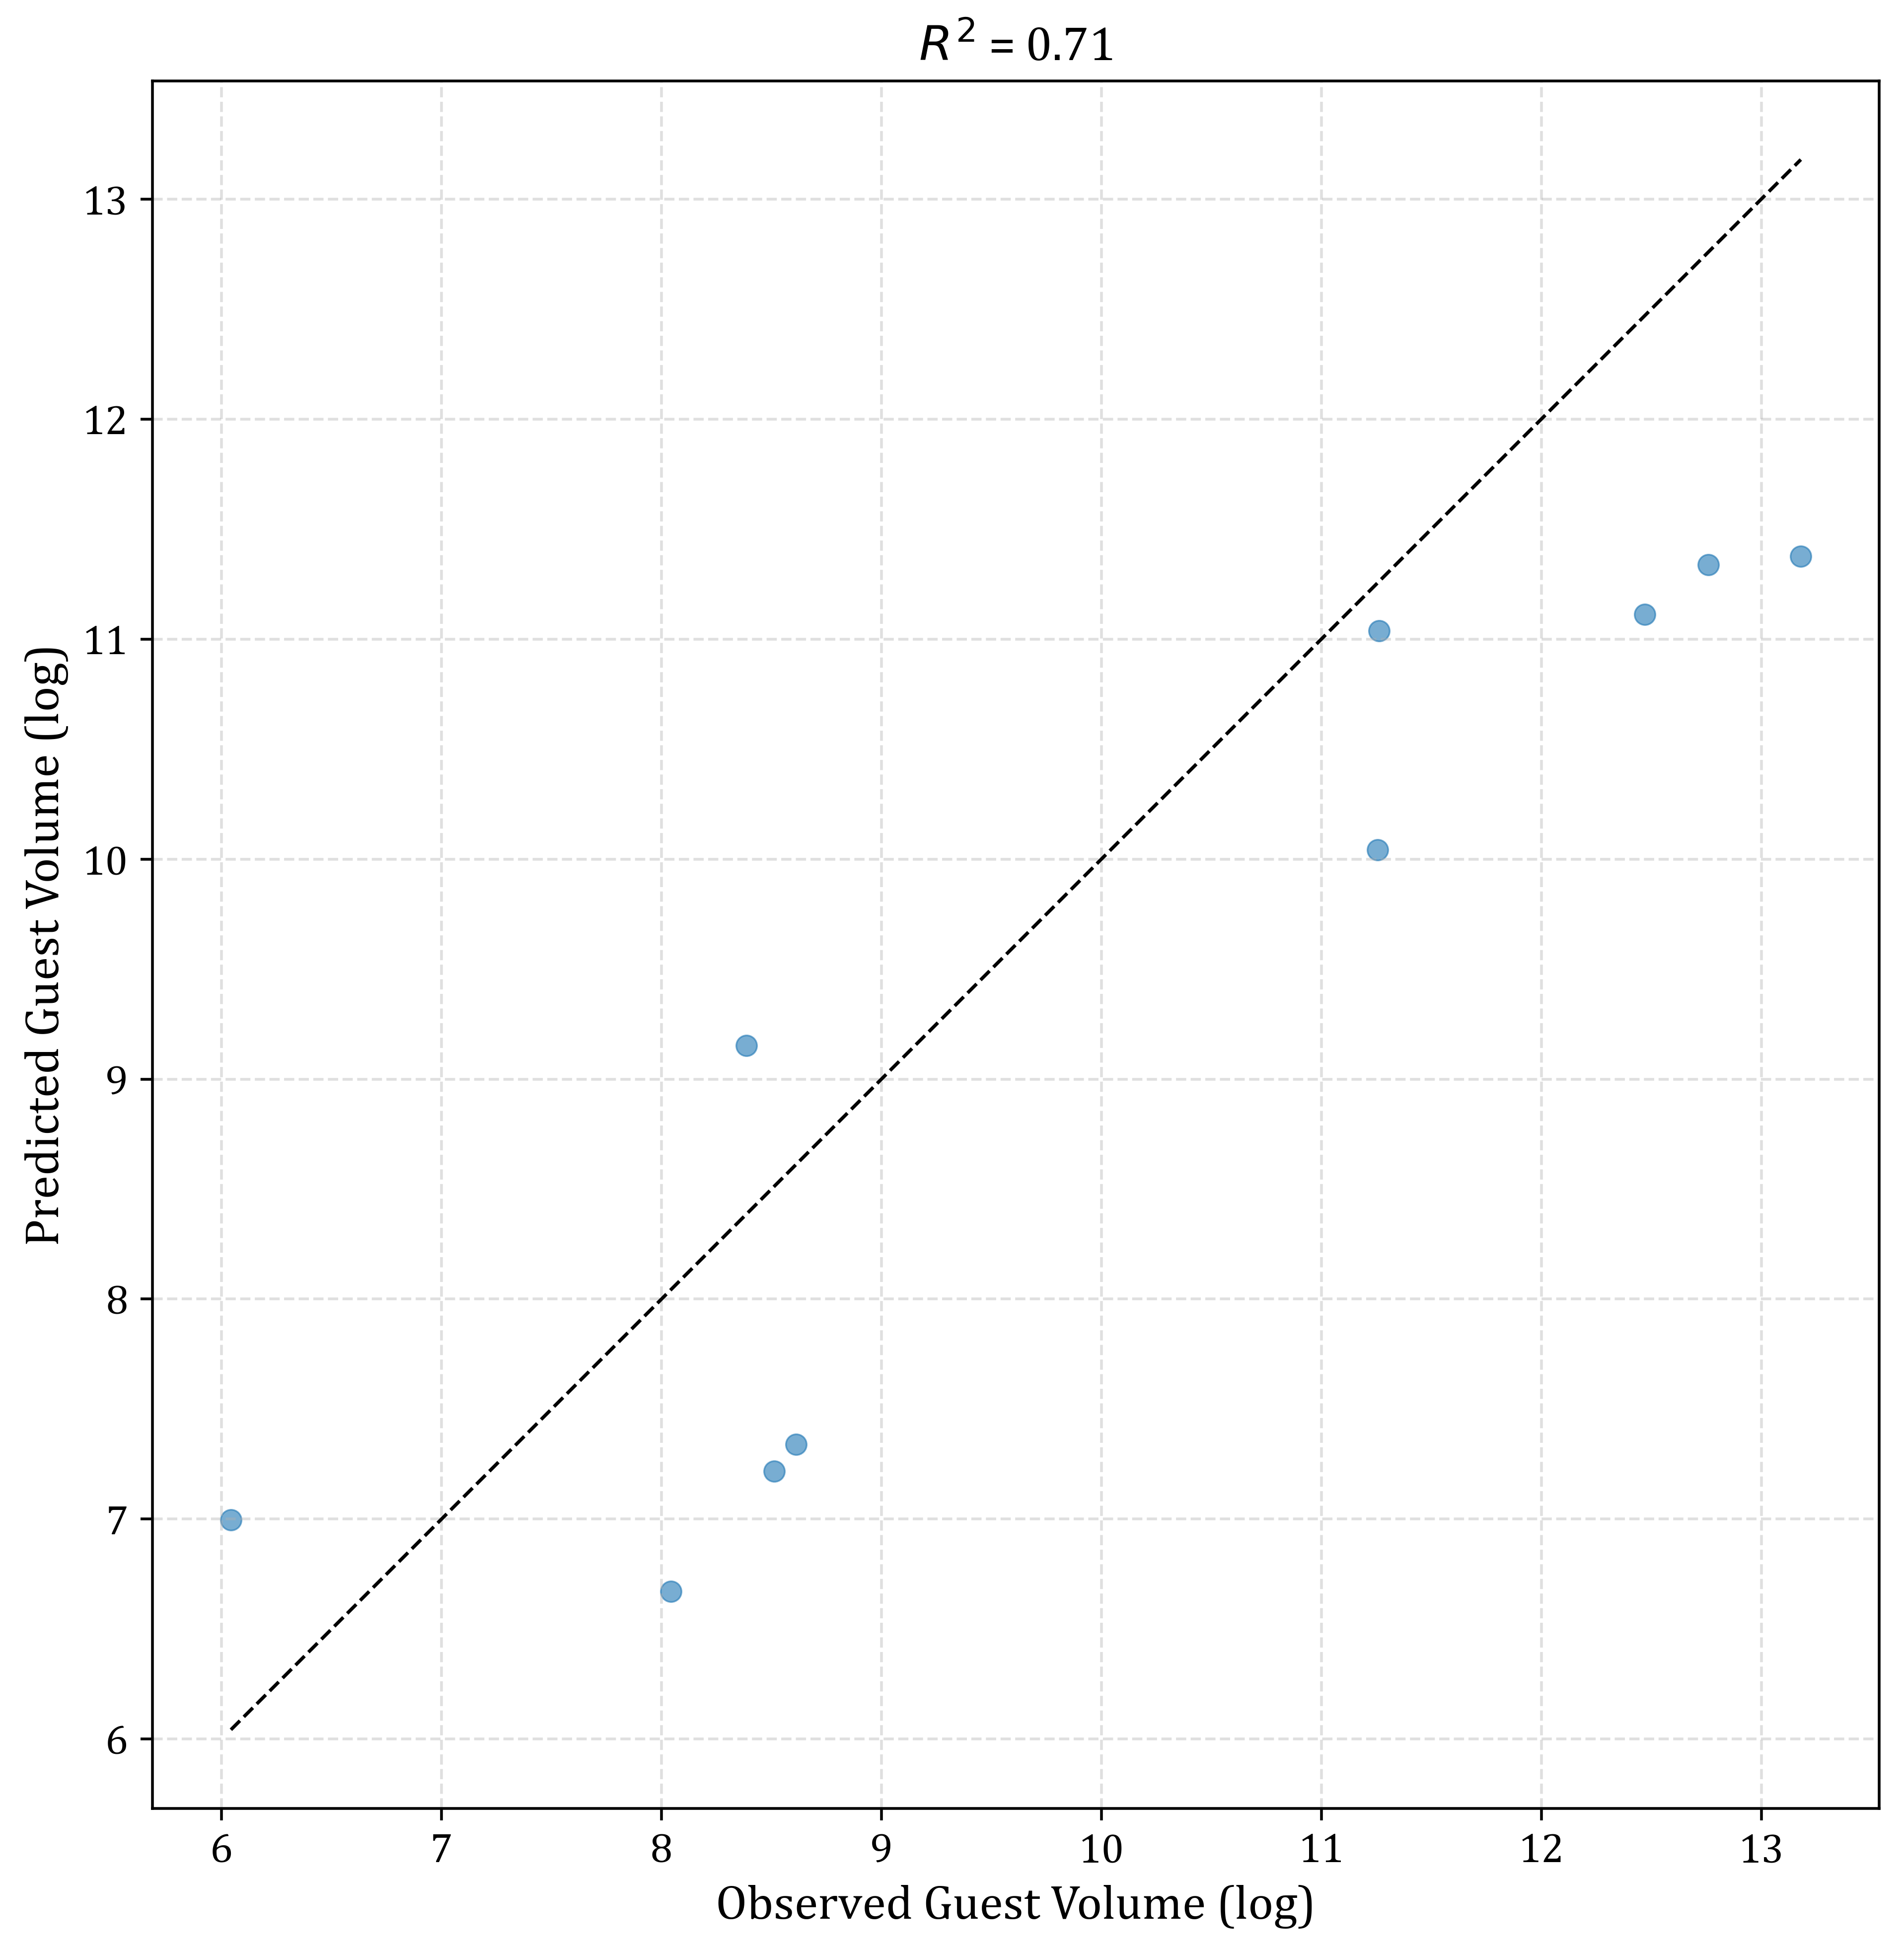 R² = 0.71
Predicted Guest Volume (log)
13
12
11
10
9
8
7
6
6 7 8 9 10 11 12 13
Observed Guest Volume (log)